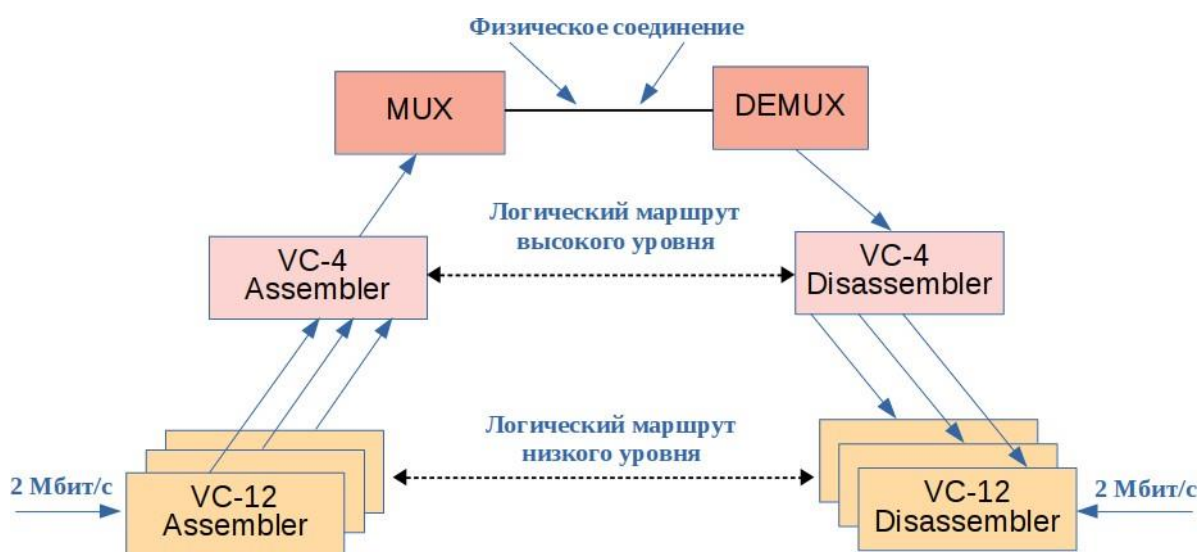 Физическое соединение
MUX
DEMUX
Логический маршрут
высокого уровня
VC-4
Assembler
VC-4
Disassembler
Логический маршрут
низкого уровня
2 Мбит/с
VC-12
Assembler
VC-12
Disassembler
2 Мбит/с